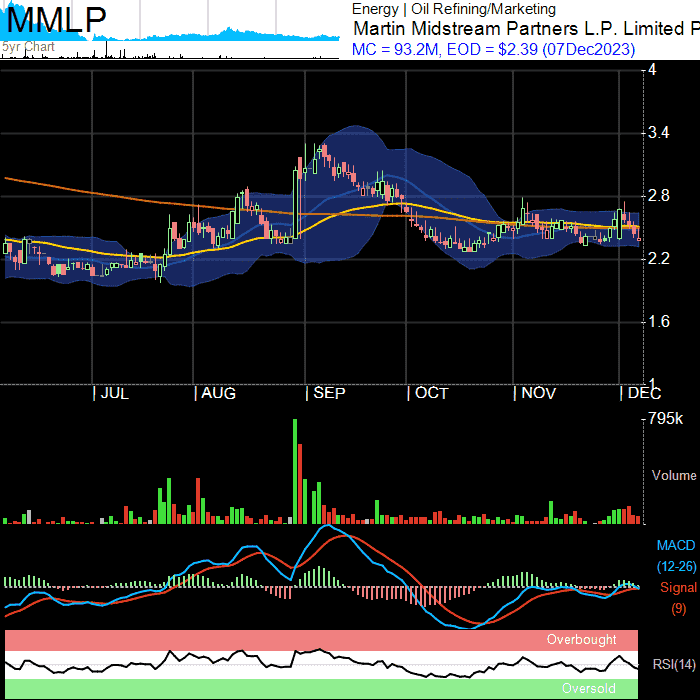 MMLP
5yr Chart
Energy | Oil Refining/Marketing
Martin Midstream Partners L.P. Limited P
MC = 93.2M, EOD = $2.39 (07Dec2023)
4
3.4
2.8
2.2
1.6
1
JUL AUG SEP OCT NOV DEC
795k
Volume
MACD
(12-26)
Signal
(9)
Overbought
RSI(14)
Oversold